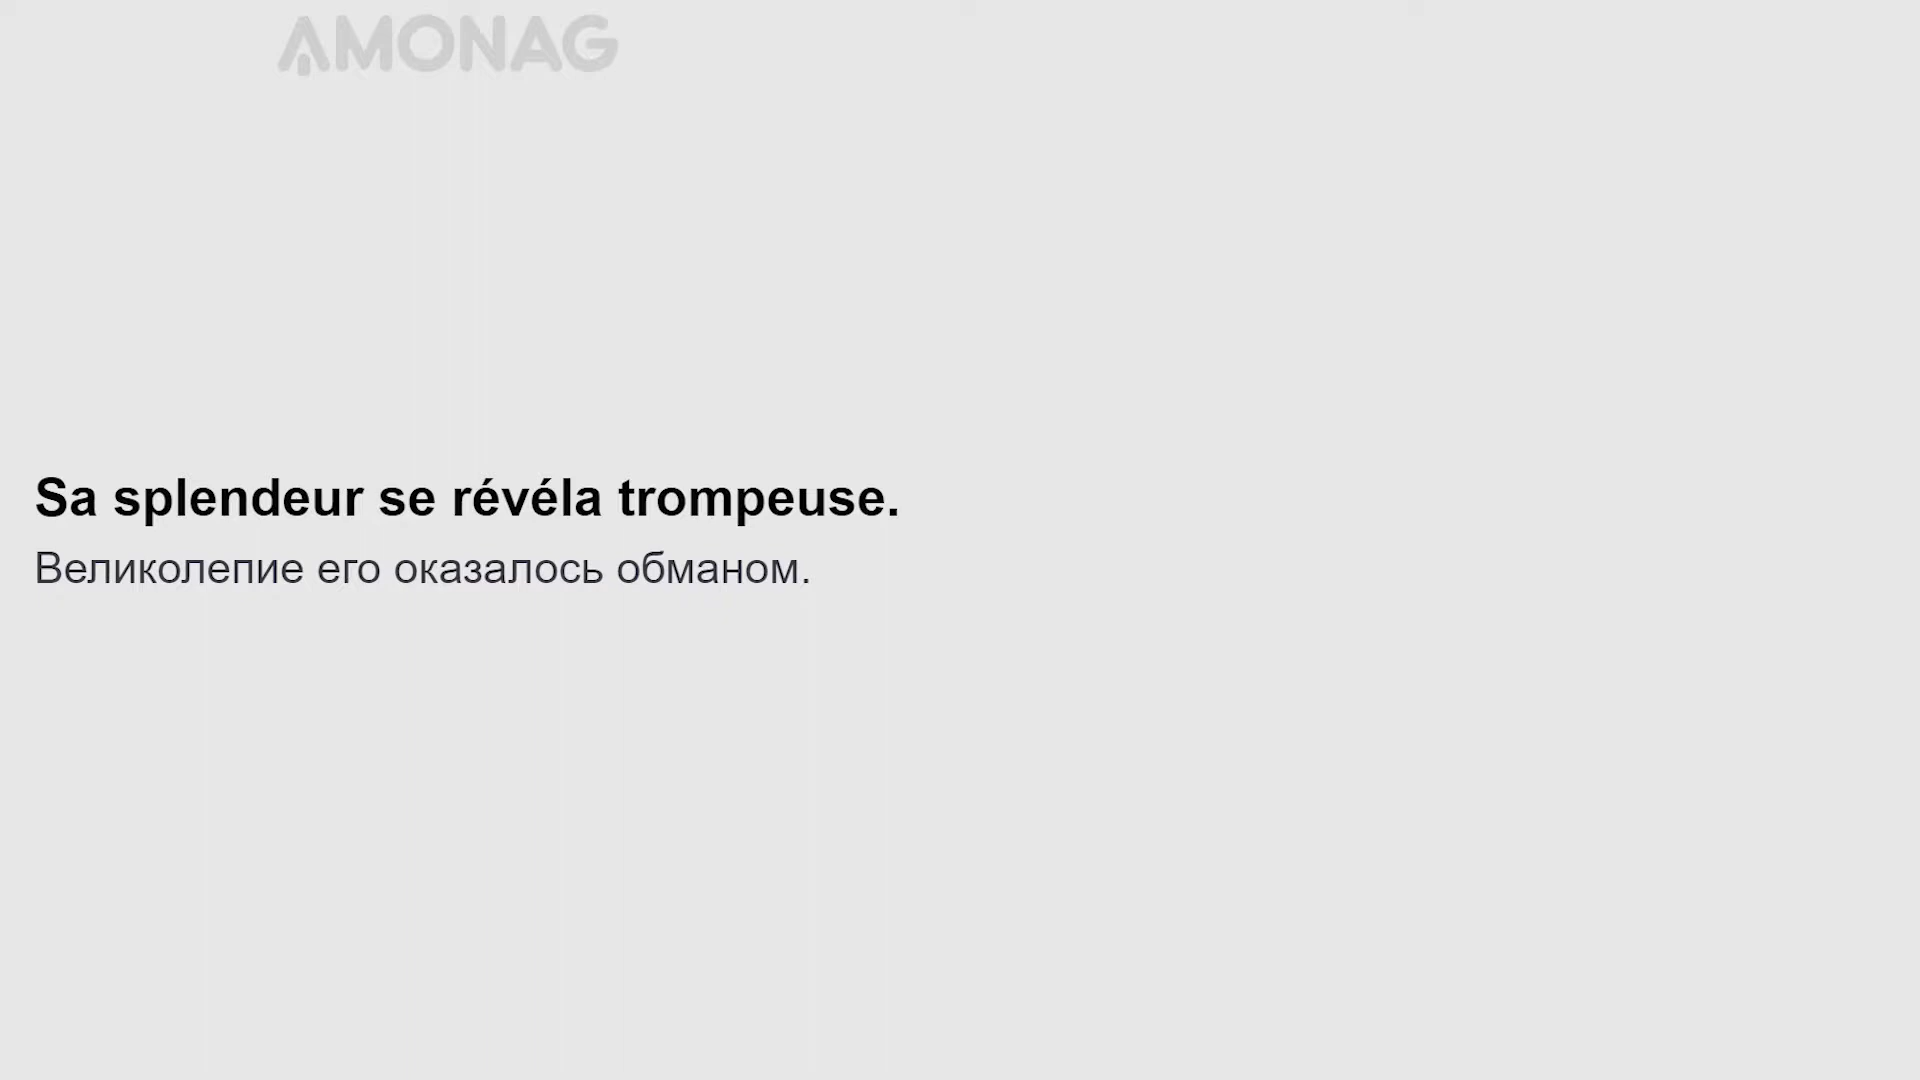 AMONAG
Sa splendeur se révéla trompeuse.
Великолепие его оказалось обманом.